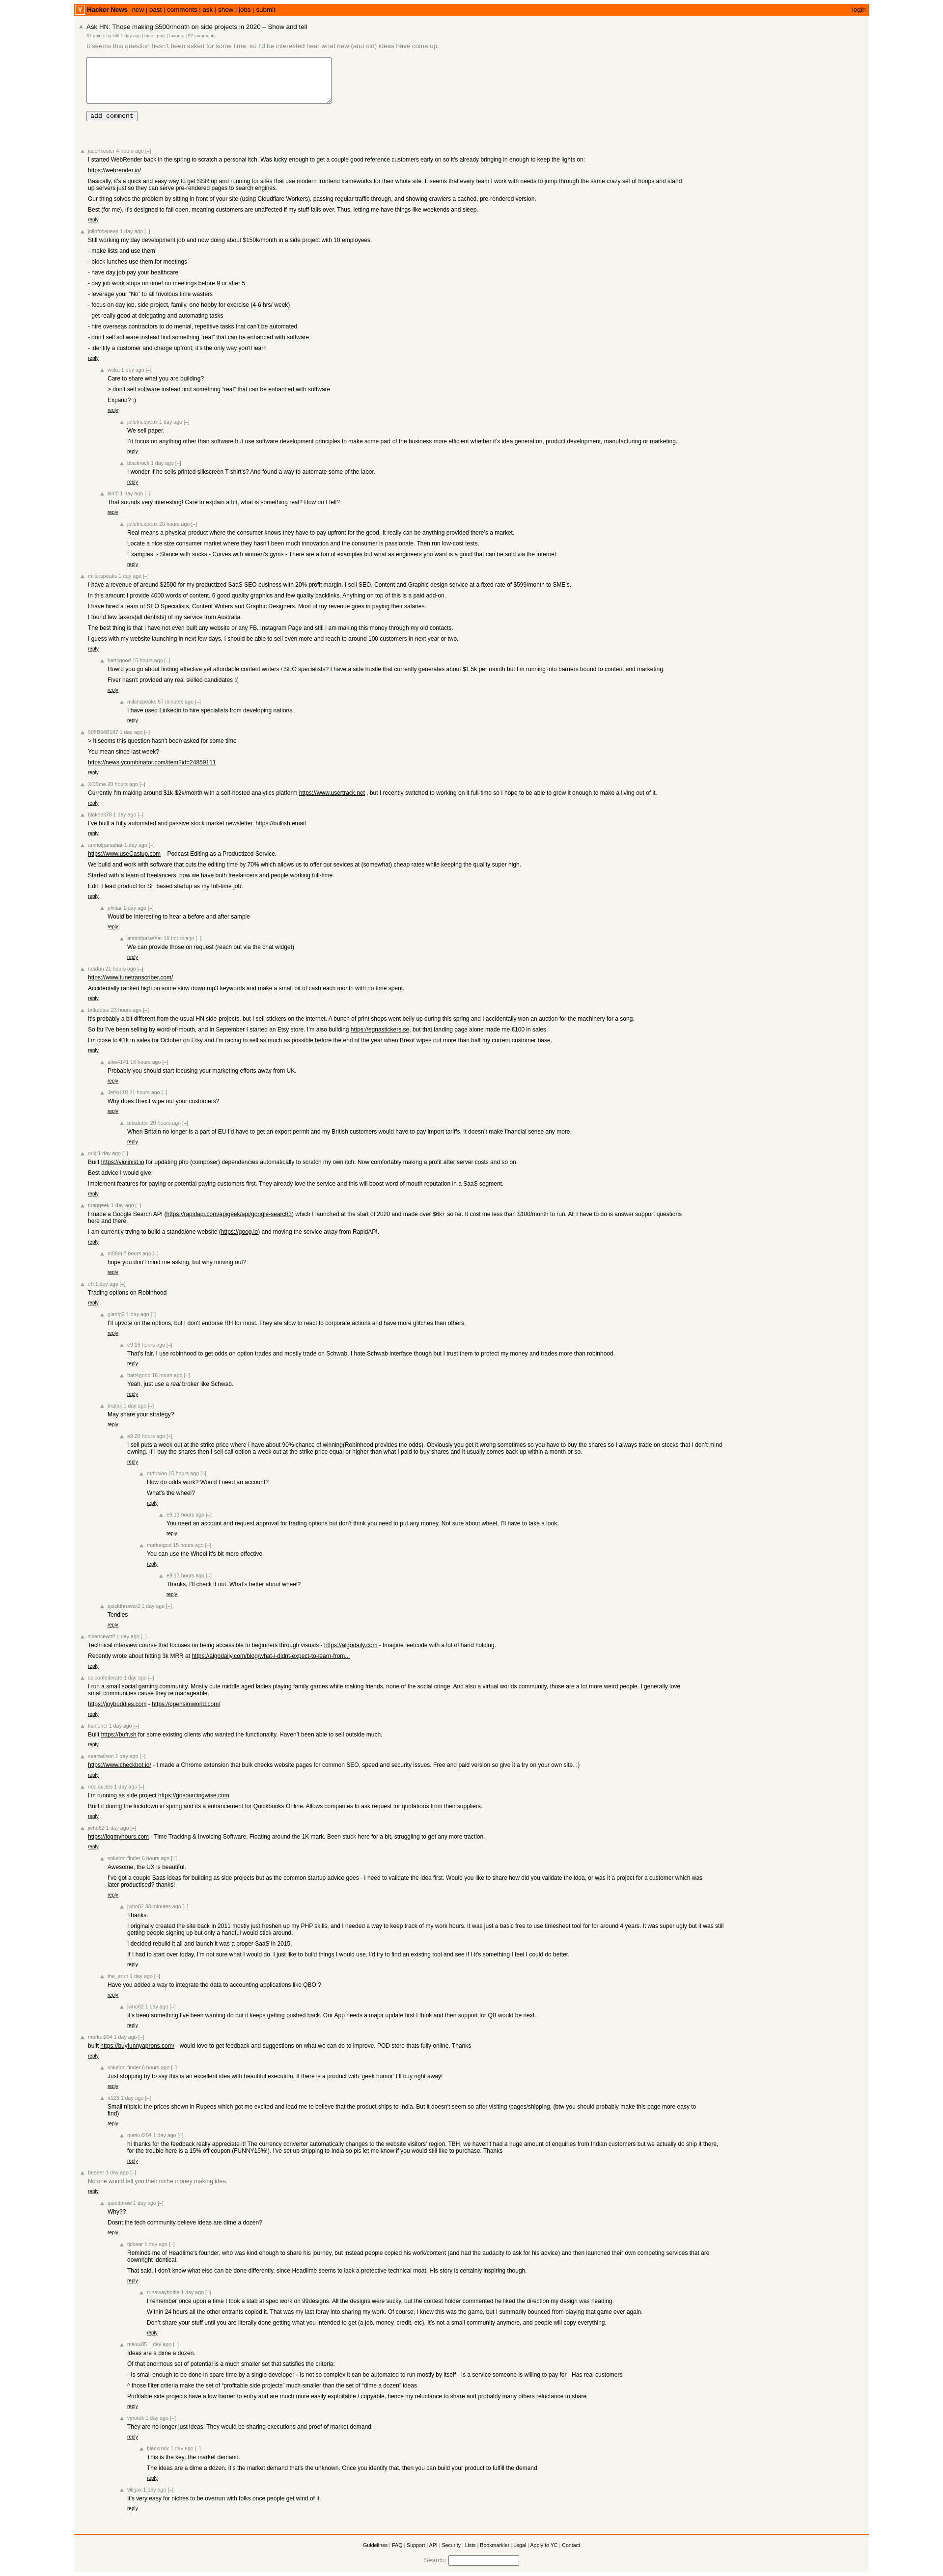 Y Hacker News new | past | comments | ask | show | jobs | submit login
Ask HN: Those making $500/month on side projects in 2020 – Show and tell
91 points by folli 1 day ago | hide | past | favorite | 57 comments
It seems this question hasn't been asked for some time, so I'd be interested hear what new (and old) ideas have come up.
add comment
jasonkester 4 hours ago [–]
I started WebRender back in the spring to scratch a personal itch. Was lucky enough to get a couple good reference customers early on so it's already bringing in enough to keep the lights on:
https://webrender.io/
Basically, it's a quick and easy way to get SSR up and running for sites that use modern frontend frameworks for their whole site. It seems that every team I work with needs to jump through the same crazy set of hoops and stand
up servers just so they can serve pre-rendered pages to search engines.
Our thing solves the problem by sitting in front of your site (using Cloudflare Workers), passing regular traffic through, and showing crawlers a cached, pre-rendered version.
Best (for me), it's designed to fail open, meaning customers are unaffected if my stuff falls over. Thus, letting me have things like weekends and sleep.
reply
jollofricepeas 1 day ago [–]
Still working my day development job and now doing about $150k/month in a side project with 10 employees.
- make lists and use them!
- block lunches use them for meetings
- have day job pay your healthcare
- day job work stops on time! no meetings before 9 or after 5
- leverage your “No” to all frivolous time wasters
- focus on day job, side project, family, one hobby for exercise (4-6 hrs/ week)
- get really good at delegating and automating tasks
- hire overseas contractors to do menial, repetitive tasks that can’t be automated
- don’t sell software instead find something “real” that can be enhanced with software
- identify a customer and charge upfront; it’s the only way you’ll learn
reply
weka 1 day ago [–]
Care to share what you are building?
> don’t sell software instead find something “real” that can be enhanced with software
Expand? :)
reply
jollofricepeas 1 day ago [–]
We sell paper.
I’d focus on anything other than software but use software development principles to make some part of the business more efficient whether it’s idea generation, product development, manufacturing or marketing.
reply
blackrock 1 day ago [–]
I wonder if he sells printed silkscreen T-shirt’s? And found a way to automate some of the labor.
reply
kim0 1 day ago [–]
That sounds very interesting! Care to explain a bit, what is something real? How do I tell?
reply
jollofricepeas 20 hours ago [–]
Real means a physical product where the consumer knows they have to pay upfront for the good. It really can be anything provided there’s a market.
Locate a nice size consumer market where they hasn’t been much innovation and the consumer is passionate. Then run low-cost tests.
Examples: - Stance with socks - Curves with women’s gyms - There are a ton of examples but what as engineers you want is a good that can be sold via the internet
reply
milanspeaks 1 day ago [–]
I have a revenue of around $2500 for my productized SaaS SEO business with 20% profit margin. I sell SEO, Content and Graphic design service at a fixed rate of $599/month to SME's.
In this amount I provide 4000 words of content, 6 good quality graphics and few quality backlinks. Anything on top of this is a paid add-on.
I have hired a team of SEO Specialists, Content Writers and Graphic Designers. Most of my revenue goes in paying their salaries.
I found few takers(all dentists) of my service from Australia.
The best thing is that I have not even built any website or any FB, Instagram Page and still I am making this money through my old contacts.
I guess with my website launching in next few days, I should be able to sell even more and reach to around 100 customers in next year or two.
reply
batt4good 15 hours ago [–]
How'd you go about finding effective yet affordable content writers / SEO specialists? I have a side hustle that currently generates about $1.5k per month but I'm running into barriers bound to content and marketing.
Fiver hasn't provided any real skilled candidates :(
reply
milanspeaks 57 minutes ago [–]
I have used Linkedin to hire specialists from developing nations.
reply
1 day ago [–]
> It seems this question hasn't been asked for some time
You mean since last week?
https://news.ycombinator.com/item?id=24859111
reply
XCSme 20 hours ago [–]
Currently I'm making around $1k-$2k/month with a self-hosted analytics platform https://www.usertrack.net , but I recently switched to working on it full-time so I hope to be able to grow it enough to make a living out of it.
reply
blakbelt78 1 day ago [–]
I've built a fully automated and passive stock market newsletter. https://bullish.email
reply
anmolparashar 1 day ago [–]
https://www.useCastup.com – Podcast Editing as a Productized Service.
We build and work with software that cuts the editing time by 70% which allows us to offer our sevices at (somewhat) cheap rates while keeping the quality super high.
Started with a team of freelancers, now we have both freelancers and people working full-time.
Edit: I lead product for SF based startup as my full-time job.
reply
philliar 1 day ago [–]
Would be interesting to hear a before and after sample
reply
anmolparashar 19 hours ago [–]
We can provide those on request (reach out via the chat widget)
reply
noidan 21 hours ago [–]
https://www.tunetranscriber.com/
Accidentally ranked high on some slow down mp3 keywords and make a small bit of cash each month with no time spent.
reply
brtkdotse 23 hours ago [–]
It's probably a bit different from the usual HN side-projects, but I sell stickers on the internet. A bunch of print shops went belly up during this spring and I accidentally won an auction for the machinery for a song.
So far I've been selling by word-of-mouth, and in September I started an Etsy store. I'm also building https://egnastickers.se, but that landing page alone made me €100 in sales.
I'm close to €1k in sales for October on Etsy and I'm racing to sell as much as possible before the end of the year when Brexit wipes out more than half my current customer base.
reply
alko4141 18 hours ago [–]
Probably you should start focusing your marketing efforts away from UK.
reply
Jefro118 21 hours ago [–]
Why does Brexit wipe out your customers?
reply
brtkdotse 20 hours ago [–]
When Britain no longer is a part of EU I’d have to get an export permit and my British customers would have to pay import tariffs. It doesn’t make financial sense any more.
reply
orkj 1 day ago [–]
Built https://violinist.io for updating php (composer) dependencies automatically to scratch my own itch. Now comfortably making a profit after server costs and so on.
Best advice I would give:
Implement features for paying or potential paying customers first. They already love the service and this will boost word of mouth reputation in a SaaS segment.
reply
tuangeek 1 day ago [–]
I made a Google Search API (https://rapidapi.com/apigeek/api/google-search3) which I launched at the start of 2020 and made over $6k+ so far. It cost me less than $100/month to run. All I have to do is answer support questions
here and there.
I am currently trying to build a standalone website (https://goog.io) and moving the service away from RapidAPI.
reply
m8llm 8 hours ago [–]
hope you don't mind me asking, but why moving out?
reply
e9 1 day ago [–]
Trading options on Robinhood
reply
giantg2 1 day ago [–]
I'll upvote on the options, but I don't endorse RH for most. They are slow to react to corporate actions and have more glitches than others.
reply
e9 19 hours ago [–]
That’s fair. I use robinhood to get odds on option trades and mostly trade on Schwab, I hate Schwab interface though but I trust them to protect my money and trades more than robinhood.
reply
batt4good 16 hours ago [–]
Yeah, just use a real broker like Schwab.
reply
bralak 1 day ago [–]
May share your strategy?
reply
e9 20 hours ago [–]
I sell puts a week out at the strike price where I have about 90% chance of winning(Robinhood provides the odds). Obviously you get it wrong sometimes so you have to buy the shares so I always trade on stocks that I don’t mind
owning. If I buy the shares then I sell call option a week out at the strike price equal or higher than what I paid to buy shares and it usually comes back up within a month or so.
reply
mrfusion 15 hours ago [–]
How do odds work? Would I need an account?
What’s the wheel?
reply
e9 13 hours ago [–]
You need an account and request approval for trading options but don’t think you need to put any money. Not sure about wheel, I’ll have to take a look.
reply
marketgod 15 hours ago [–]
You can use the Wheel it's bit more effective.
reply
e9 13 hours ago [–]
Thanks, I’ll check it out. What’s better about wheel?
reply
quickthrower2 1 day ago [–]
Tendies
reply
sciencewolf 1 day ago [–]
Technical interview course that focuses on being accessible to beginners through visuals - https://algodaily.com - Imagine leetcode with a lot of hand holding.
Recently wrote about hitting 3k MRR at https://algodaily.com/blog/what-i-didnt-expect-to-learn-from...
reply
cblconfederate 1 day ago [–]
I run a small social gaming community. Mostly cute middle aged ladies playing family games while making friends, none of the social cringe. And also a virtual worlds community, those are a lot more weird people. I generally love
small communities cause they re manageable.
https://joybuddies.com - https://opensimworld.com/
reply
kahlonel 1 day ago [–]
Built https://bufr.sh for some existing clients who wanted the functionality. Haven’t been able to sell outside much.
reply
seanwilson 1 day ago [–]
https://www.checkbot.io/ - I made a Chrome extension that bulk checks website pages for common SEO, speed and security issues. Free and paid version so give it a try on your own site. :)
reply
nocubicles 1 day ago [–]
I'm running as side project https://gosourcingwise.com
Built it during the lockdown in spring and its a enhancement for Quickbooks Online. Allows companies to ask request for quotations from their suppliers.
reply
jwholl2 1 day ago [–]
https://logmyhours.com - Time Tracking & Invoicing Software. Floating around the 1K mark. Been stuck here for a bit, struggling to get any more traction.
reply
solution-finder 6 hours ago [–]
Awesome, the UX is beautiful.
I've got a couple Saas ideas for building as side projects but as the common startup advice goes - I need to validate the idea first. Would you like to share how did you validate the idea, or was it a project for a customer which was
later productised? thanks!
reply
jwholl2 38 minutes ago [–]
Thanks.
I originally created the site back in 2011 mostly just freshen up my PHP skills, and I needed a way to keep track of my work hours. It was just a basic free to use timesheet tool for for around 4 years. It was super ugly but it was still
getting people signing up but only a handful would stick around.
I decided rebuild it all and launch it was a proper SaaS in 2015.
If I had to start over today, I'm not sure what I would do. I just like to build things I would use. I'd try to find an existing tool and see if I it's something I feel I could do better.
reply
the_arun 1 day ago [–]
Have you added a way to integrate the data to accounting applications like QBO ?
reply
jwholl2 1 day ago [–]
It's been something I've been wanting do but it keeps getting pushed back. Our App needs a major update first I think and then support for QB would be next.
reply
merkul204 1 day ago [–]
built https://buyfunnyaprons.com/ - would love to get feedback and suggestions on what we can do to improve. POD store thats fully online. Thanks
reply
solution-finder 6 hours ago [–]
Just stopping by to say this is an excellent idea with beautiful execution. If there is a product with ‘geek humor’ I’ll buy right away!
reply
ir123 1 day ago [–]
Small nitpick: the prices shown in Rupees which got me excited and lead me to believe that the product ships to India. But it doesn't seem so after visiting /pages/shipping. (btw you should probably make this page more easy to
find)
reply
merkul204 1 day ago [–]
hi thanks for the feedback really appreciate it! The currency converter automatically changes to the website visitors' region. TBH, we haven't had a huge amount of enquiries from Indian customers but we actually do ship it there,
for the trouble here is a 15% off coupon (FUNNY15%!). I've set up shipping to India so pls let me know if you would still like to purchase. Thanks
reply
farseer 1 day ago [–]
No one would tell you their niche money making idea.
reply
quietthrow 1 day ago [–]
Why??
Dosnt the tech community believe ideas are dime a dozen?
reply
tjchear 1 day ago [–]
Reminds me of Headlime's founder, who was kind enough to share his journey, but instead people copied his work/content (and had the audacity to ask for his advice) and then launched their own competing services that are
downright identical.
That said, I don't know what else can be done differently, since Headlime seems to lack a protective technical moat. His story is certainly inspiring though.
reply
runawaybottle 1 day ago [–]
I remember once upon a time I took a stab at spec work on 99designs. All the designs were sucky, but the contest holder commented he liked the direction my design was heading.
Within 24 hours all the other entrants copied it. That was my last foray into sharing my work. Of course, I knew this was the game, but I summarily bounced from playing that game ever again.
Don’t share your stuff until you are literally done getting what you intended to get (a job, money, credit, etc). It’s not a small community anymore, and people will copy everything.
reply
maliud5 1 day ago [–]
Ideas are a dime a dozen.
Of that enormous set of potential is a much smaller set that satisfies the criteria:
- Is small enough to be done in spare time by a single developer - Is not so complex it can be automated to run mostly by itself - Is a service someone is willing to pay for - Has real customers
^ those filter criteria make the set of “profitable side projects” much smaller than the set of “dime a dozen” ideas
Profitable side projects have a low barrier to entry and are much more easily exploitable / copyable, hence my reluctance to share and probably many others reluctance to share
reply
vyrotek 1 day ago [–]
They are no longer just ideas. They would be sharing executions and proof of market demand.
reply
blackrock 1 day ago [–]
This is the key: the market demand.
The ideas are a dime a dozen. It’s the market demand that’s the unknown. Once you identify that, then you can build your product to fulfill the demand.
reply
villgax 1 day ago [–]
It's very easy for niches to be overrun with folks once people get wind of it.
reply
Guidelines | FAQ | Support | API | Security | Lists | Bookmarklet | Legal | Apply to YC | Contact
Search: